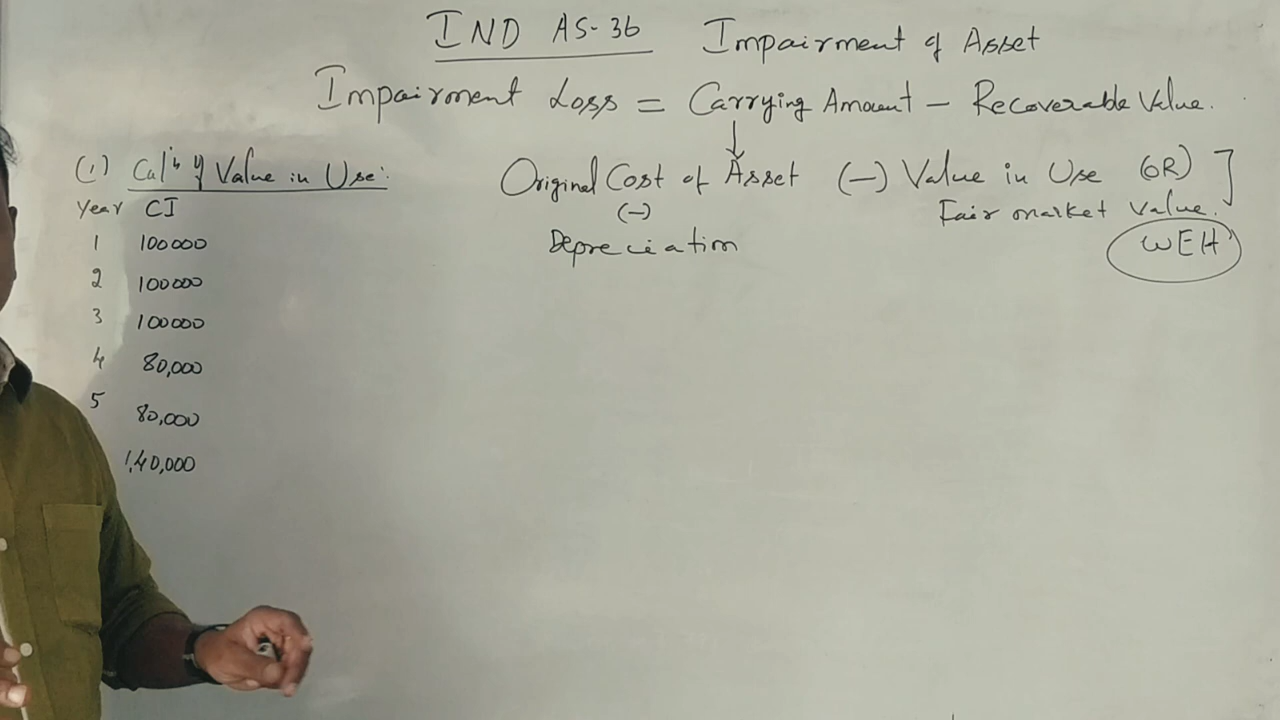 IND AS-36 Impairment of Asset
Impairment Loss = Carrying Amount - Recoverable Value.
(1) Calⁿ of Value in Use:
Original Cost of Asset (-) Value in Use (OR)
(-) Fair market Value.
Depreciation WEH
Year CI
1 100000
2 100000
3 100000
4 80,000
5 80,000
1,40,000